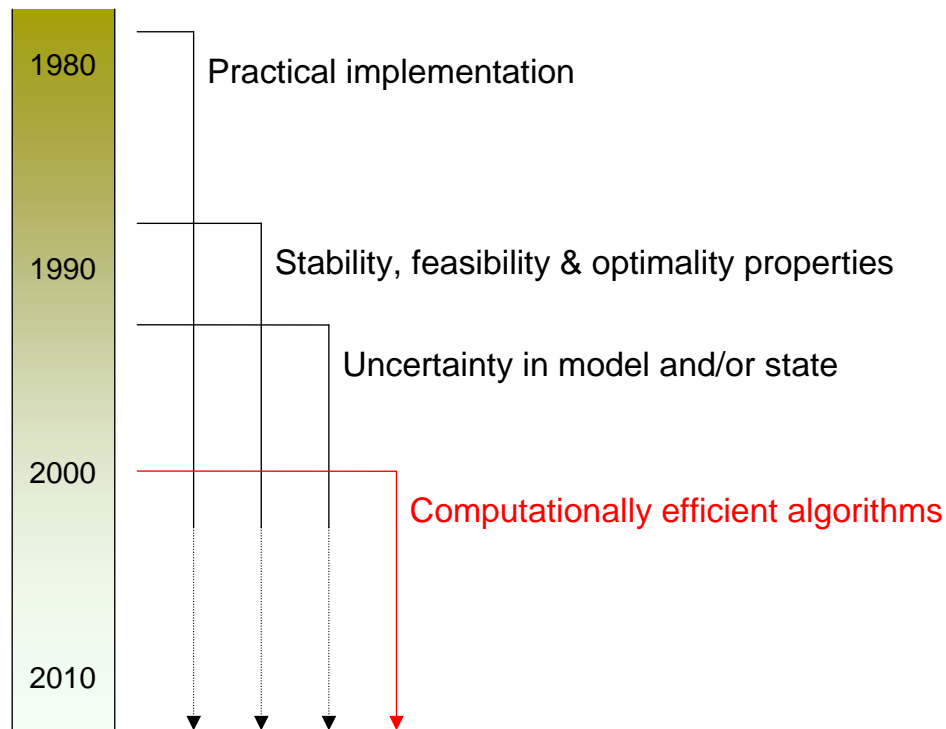 1980
Practical implementation
1990
Stability, feasibility & optimality properties
Uncertainty in model and/or state
2000
Computationally efficient algorithms
2010